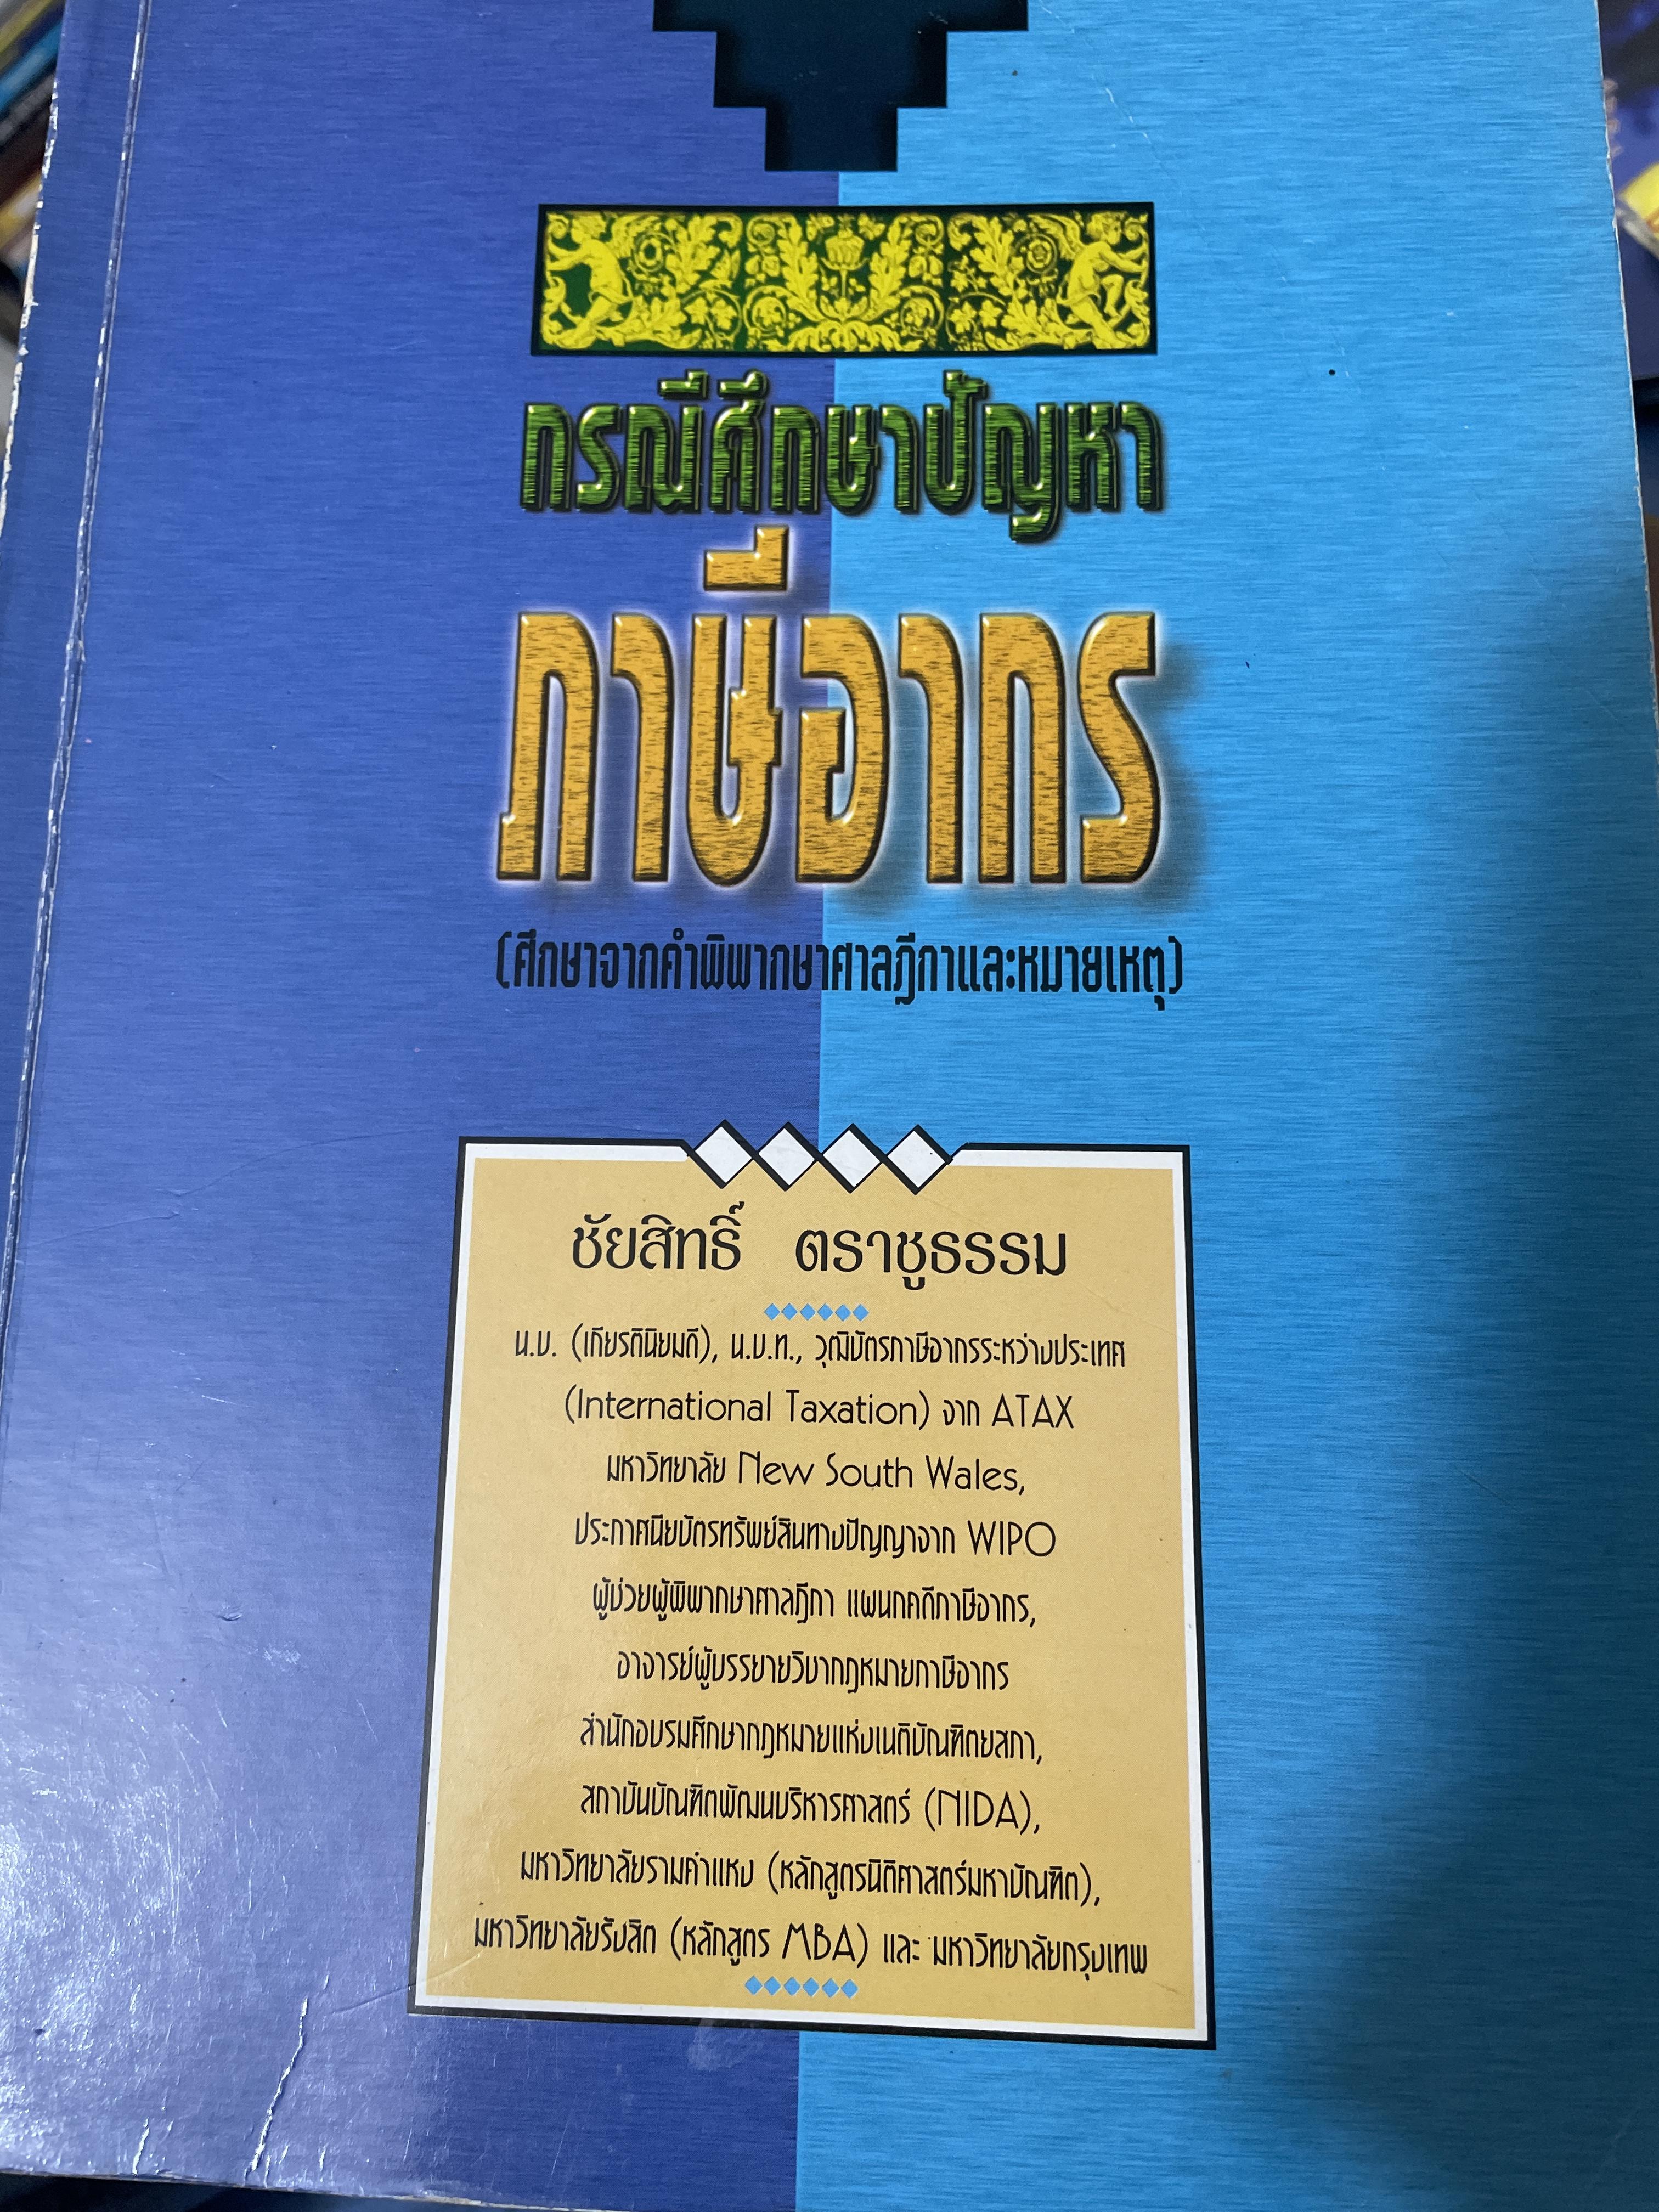 กรณีศึกษาปัญหา
ภาษีอากร
(ศึกษาจากคำพิพากษาศาลฎีกาและหมายเหตุ)
ชัยสิทธิ์ ตราชูธรรม
น.บ. (เกียรตินิยมดี), น.บ.ท., วุฒิบัตรภาษีอากรระหว่างประเทศ
(International Taxation) จาก ATAX
มหาวิทยาลัย New South Wales,
ประกาศนียบัตรทรัพย์สินทางปัญญาจาก WIPO
ผู้ช่วยผู้พิพากษาศาลฎีกา แผนกคดีภาษีอากร,
อาจารย์ผู้บรรยายวิชากฎหมายภาษีอากร
สำนักอบรมศึกษากฎหมายแห่งเนติบัณฑิตยสภา,
สถาบันบัณฑิตพัฒนบริหารศาสตร์ (NIDA),
มหาวิทยาลัยรามคำแหง (หลักสูตรนิติศาสตร์มหาบัณฑิต),
มหาวิทยาลัยรังสิต (หลักสูตร MBA) และ มหาวิทยาลัยกรุงเทพ